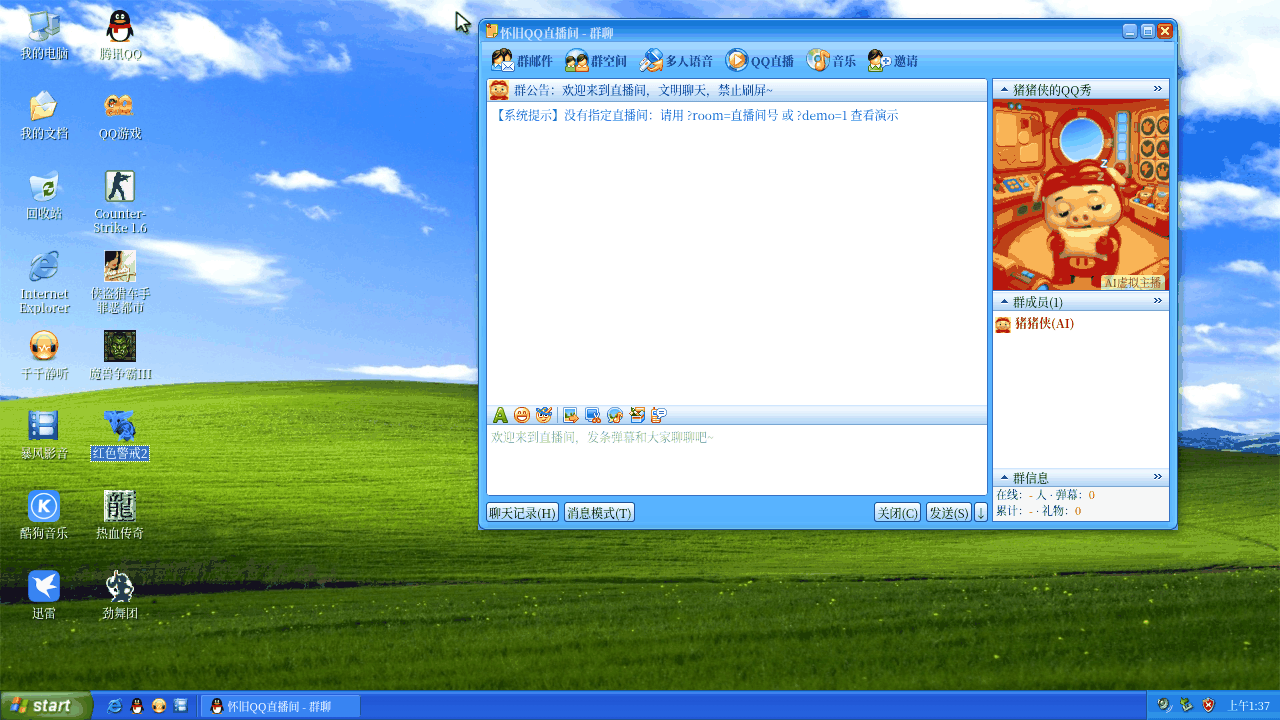 我的电脑
腾讯QQ
我的文档
QQ游戏
回收站
Counter-
Strike 1.6
Internet
Explorer
侠盗猎车手
罪恶都市
千千静听
魔兽争霸III
暴风影音
红色警戒2
酷狗音乐
热血传奇
迅雷
劲舞团
怀旧QQ直播间 - 群聊
群邮件 群空间 多人语音 QQ直播 音乐 邀请
群公告：欢迎来到直播间，文明聊天，禁止刷屏~
【系统提示】没有指定直播间：请用 ?room=直播间号 或 ?demo=1 查看演示
欢迎来到直播间，发条弹幕和大家聊聊吧~
聊天记录(H) 消息模式(T) 关闭(C) 发送(S) ↓
猪猪侠的QQ秀
z
z
z
AI虚拟主播
群成员(1)
猪猪侠(AI)
群信息
在线：- 人 · 弹幕：0
累计：- · 礼物：0
start
怀旧QQ直播间 - 群聊
上午1:37